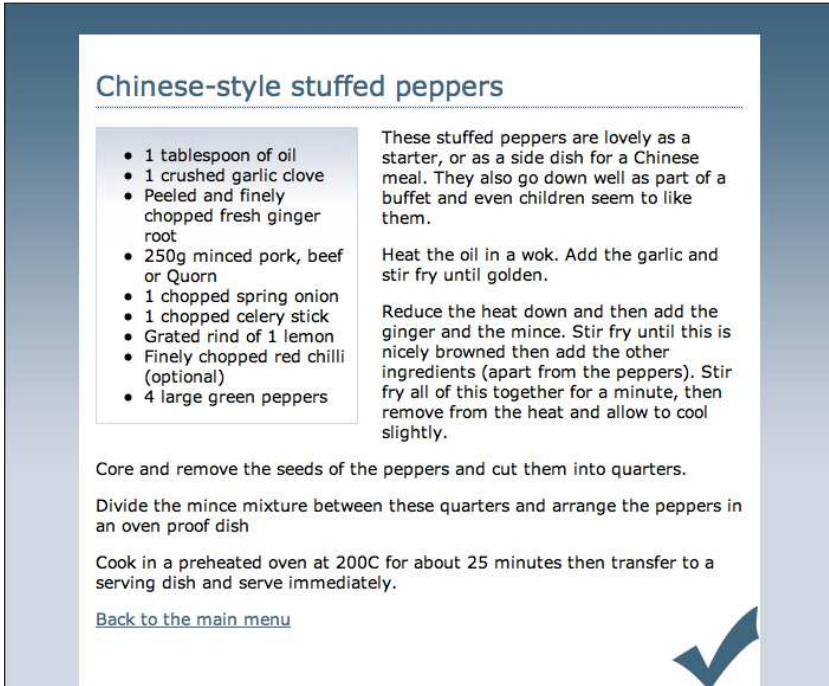 Chinese-style stuffed peppers
• 1 tablespoon of oil
• 1 crushed garlic clove
• Peeled and finely
chopped fresh ginger
root
• 250g minced pork, beef
or Quorn
• 1 chopped spring onion
• 1 chopped celery stick
• Grated rind of 1 lemon
• Finely chopped red chilli
(optional)
• 4 large green peppers
These stuffed peppers are lovely as a
starter, or as a side dish for a Chinese
meal. They also go down well as part of a
buffet and even children seem to like
them.
Heat the oil in a wok. Add the garlic and
stir fry until golden.
Reduce the heat down and then add the
ginger and the mince. Stir fry until this is
nicely browned then add the other
ingredients (apart from the peppers). Stir
fry all of this together for a minute, then
remove from the heat and allow to cool
slightly.
Core and remove the seeds of the peppers and cut them into quarters.
Divide the mince mixture between these quarters and arrange the peppers in
an oven proof dish
Cook in a preheated oven at 200C for about 25 minutes then transfer to a
serving dish and serve immediately.
Back to the main menu